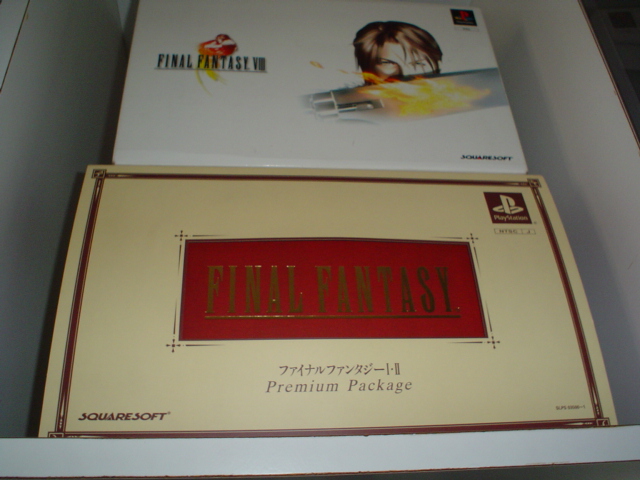 FINAL FANTASY VIII
SQUARESOFT
PlayStation
NTSC J
FINAL FANTASY
ファイナルファンタジーI・II
Premium Package
SQUARESOFT